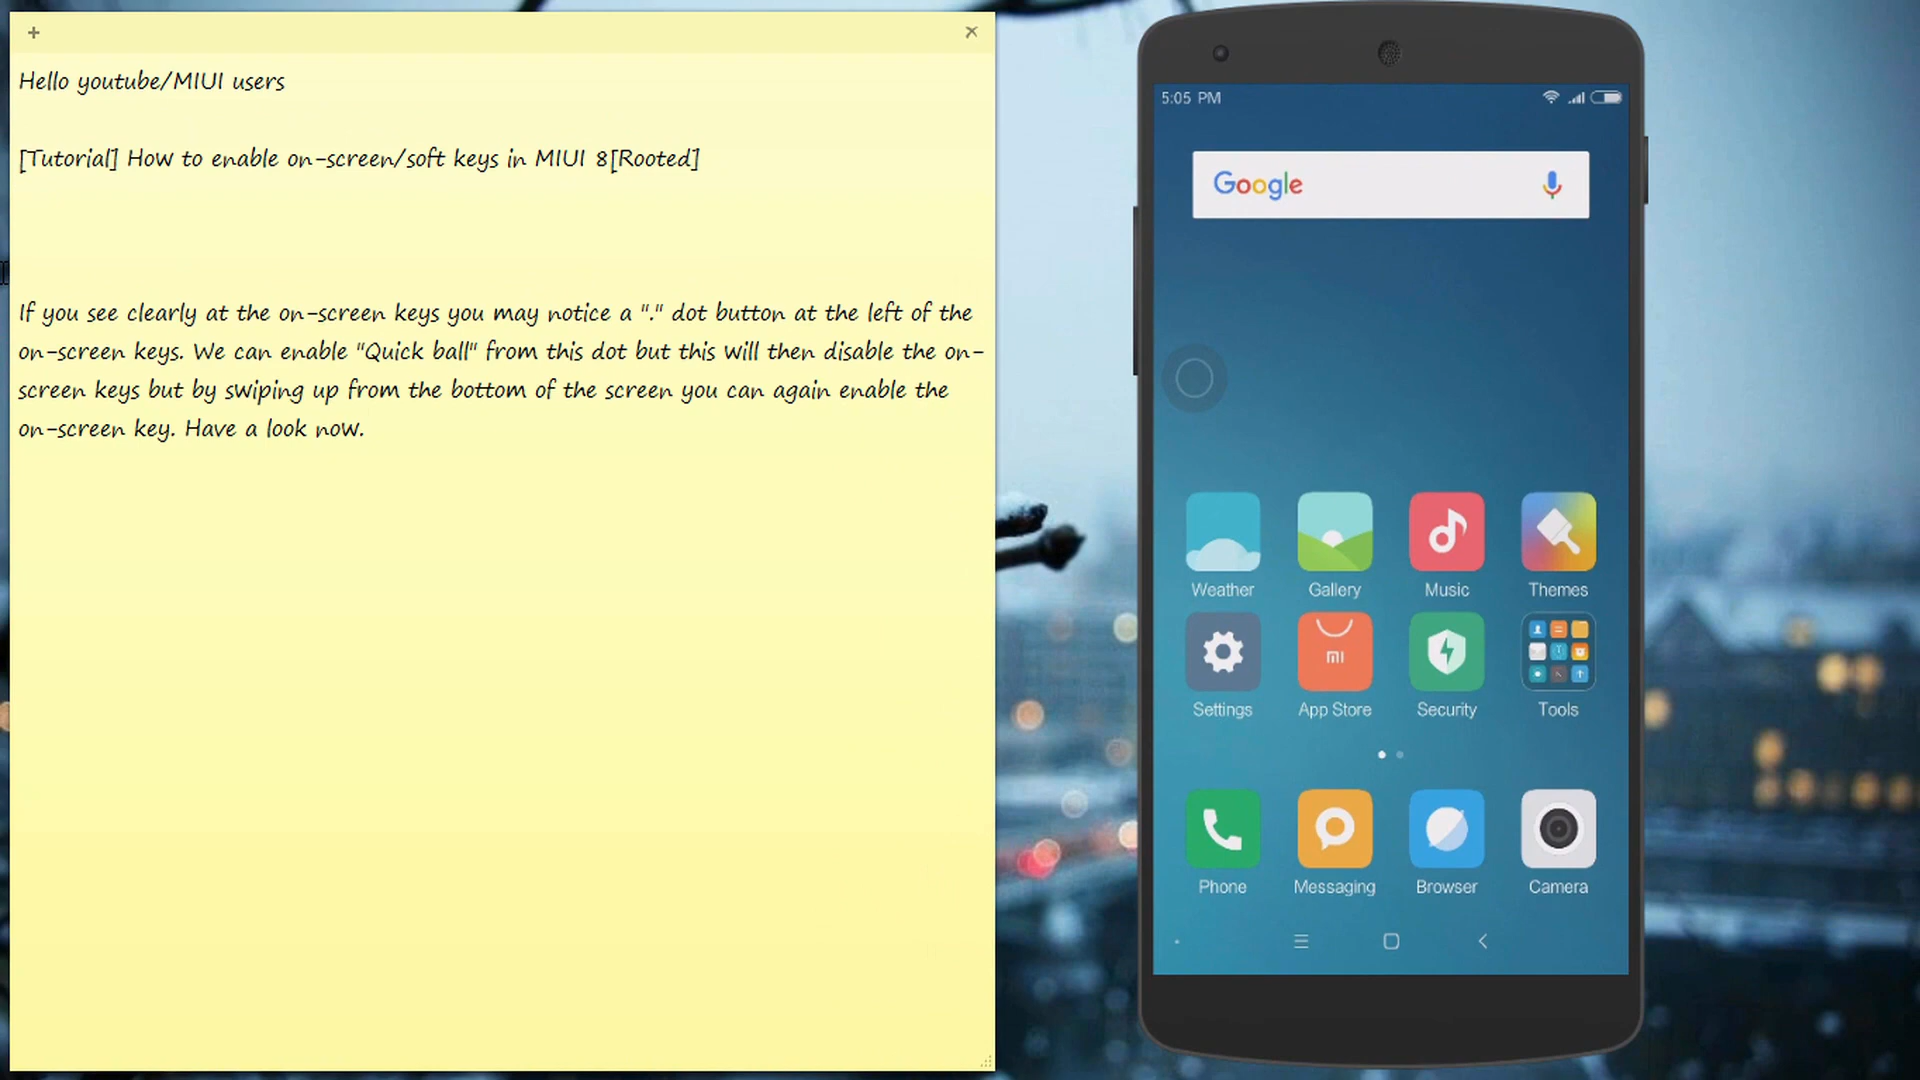 Hello youtube/MIUI users
[Tutorial] How to enable on-screen/soft keys in MIUI 8[Rooted]
If you see clearly at the on-screen keys you may notice a "." dot button at the left of the
on-screen keys. We can enable "Quick ball" from this dot but this will then disable the on-
screen keys but by swiping up from the bottom of the screen you can again enable the
on-screen key. Have a look now.
5:05 PM
Google
Weather Gallery Music Themes
MI
Settings App Store Security Tools
Phone Messaging Browser Camera